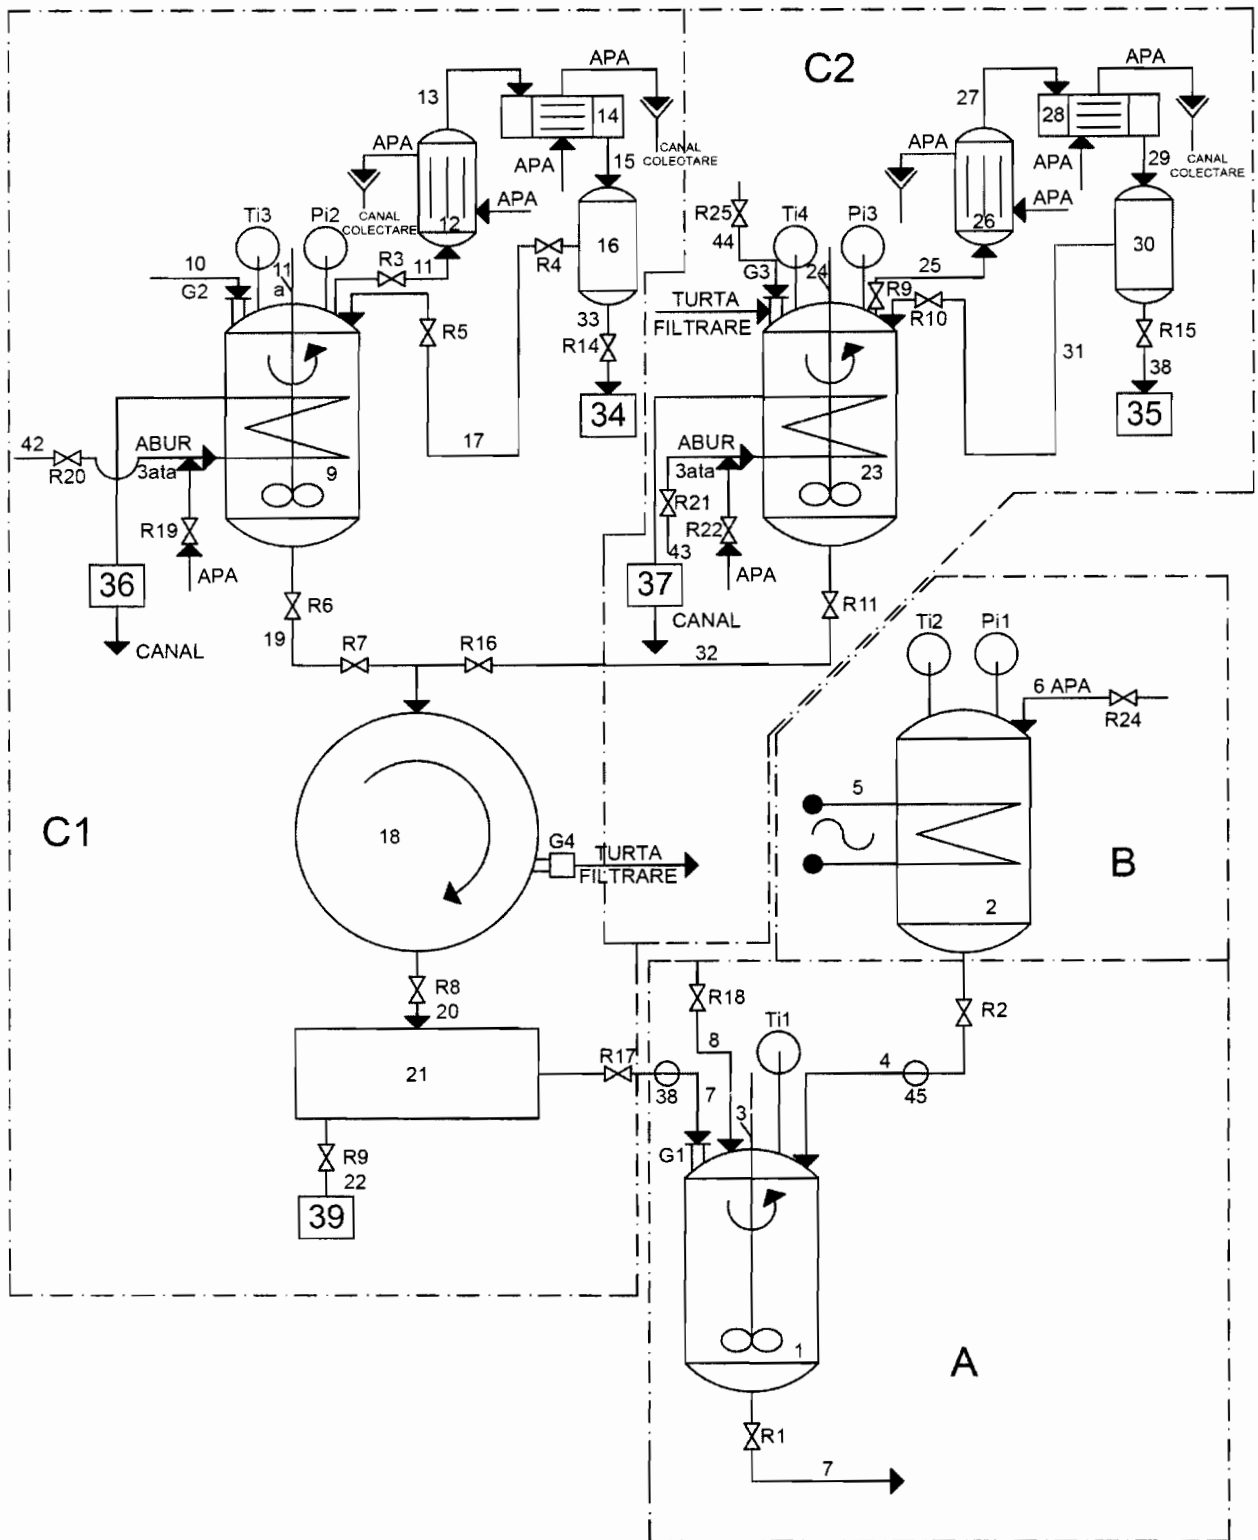 C2
APA
APA
13
27
14
28
APA
APA
CANAL
COLECTARE
CANAL
COLECTARE
APA
15
APA
29
APA
APA
12
26
CANAL
COLECTARE
Ti3
Pi2
R25
44
Ti4
Pi3
16
30
10
G2
11
a
R3
11
R4
G3
24
25
R9
R10
TURTA
FILTRARE
33
R14
R5
R15
31
38
34
35
42
R20
ABUR
3ata
9
17
ABUR
3ata
23
R19
R21
R22
43
36
APA
37
APA
R6
R11
CANAL
CANAL
19
R7
R16
32
Ti2
Pi1
6 APA
R24
5
C1
18
G4
TURTA
FILTRARE
B
2
R8
20
R18
R2
Ti1
8
21
R17
38
7
4
45
3
G1
R9
22
39
1
A
R1
7